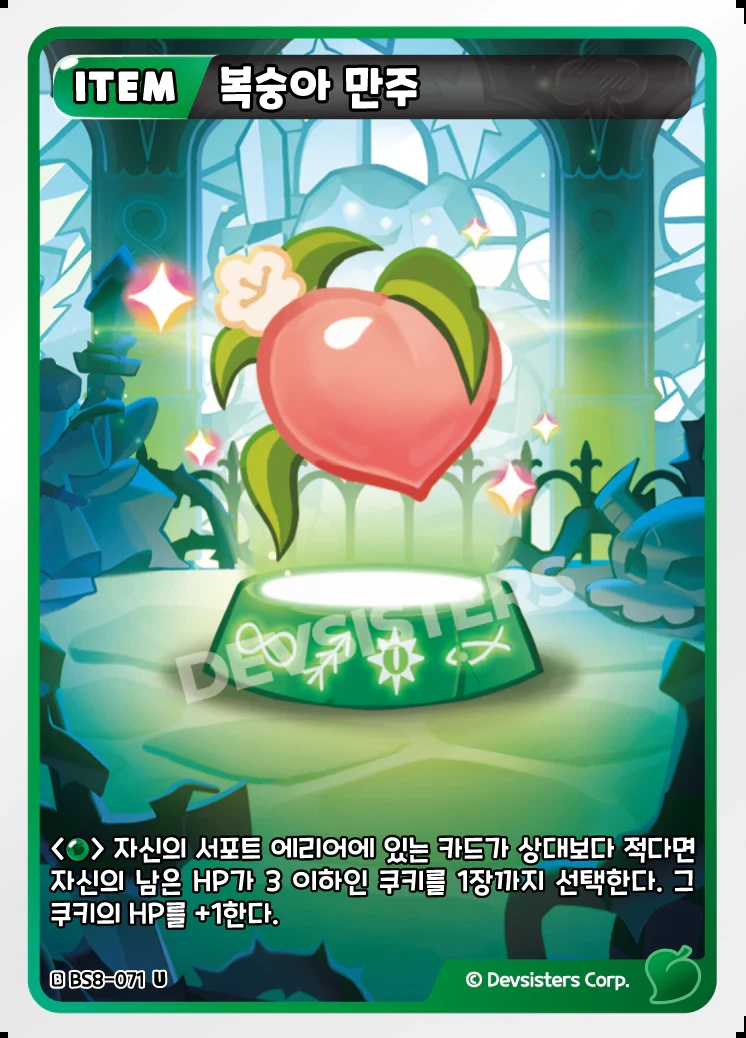 ITEM 복숭아 만주
DEVSISTERS
< > 자신의 서포트 에리어에 있는 카드가 상대보다 적다면
자신의 남은 HP가 3 이하인 쿠키를 1장까지 선택한다. 그
쿠키의 HP를 +1한다.
B BS8-071 U © Devsisters Corp.